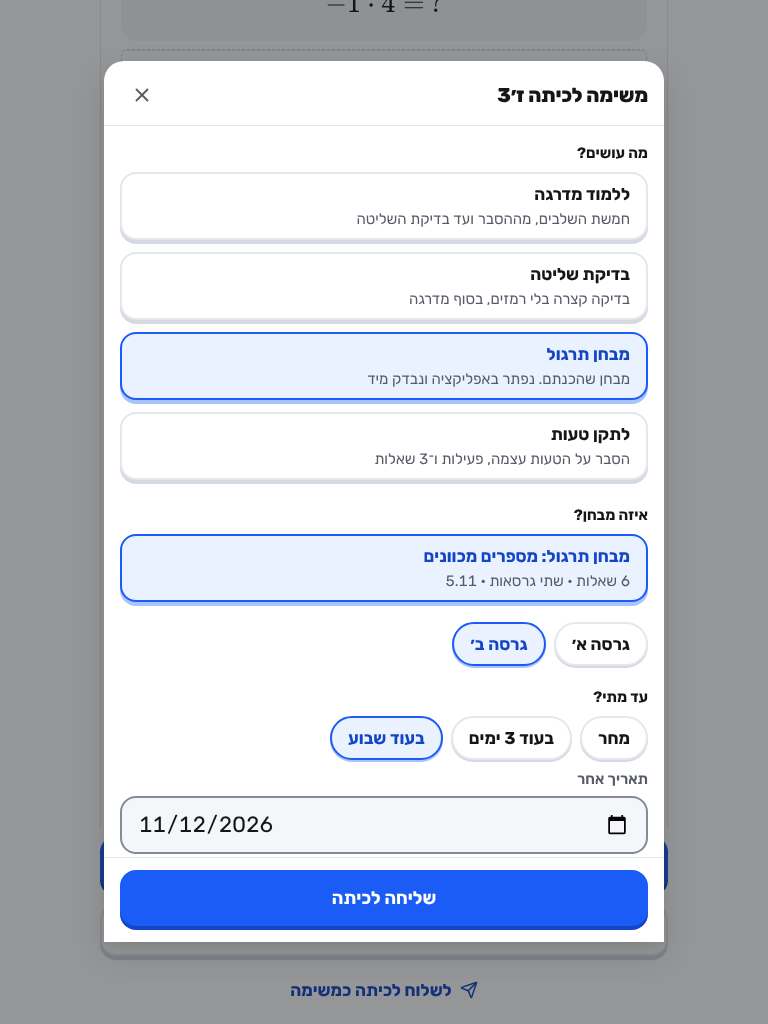 −1 · 4 = ?
משימה לכיתה ז׳3
מה עושים?
ללמוד מדרגה
חמשת השלבים, מההסבר ועד בדיקת השליטה
בדיקת שליטה
בדיקה קצרה בלי רמזים, בסוף מדרגה
מבחן תרגול
מבחן שהכנתם. נפתר באפליקציה ונבדק מיד
לתקן טעות
הסבר על הטעות עצמה, פעילות ו־3 שאלות
איזה מבחן?
מבחן תרגול: מספרים מכוונים
6 שאלות • שתי גרסאות • 5.11
גרסה א׳
גרסה ב׳
עד מתי?
מחר
בעוד 3 ימים
בעוד שבוע
תאריך אחר
11/12/2026
שליחה לכיתה
לשלוח לכיתה כמשימה